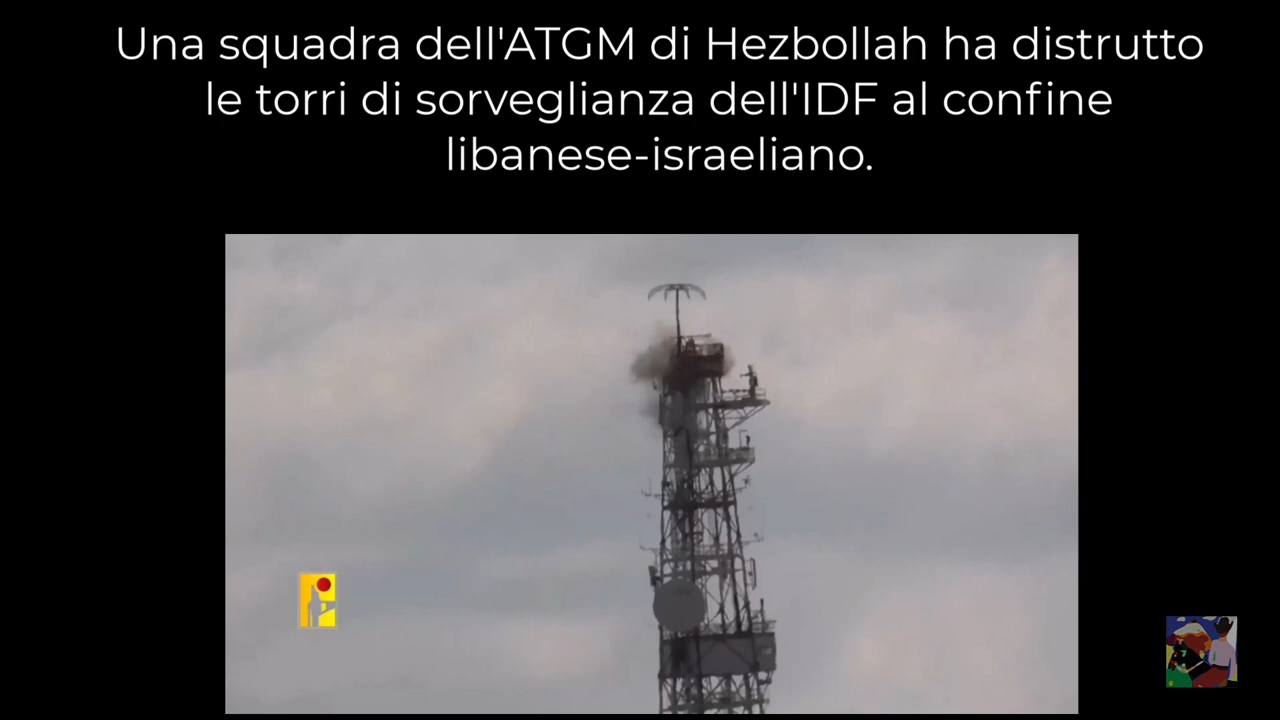 Una squadra dell'ATGM di Hezbollah ha distrutto
le torri di sorveglianza dell'IDF al confine
libanese-israeliano.